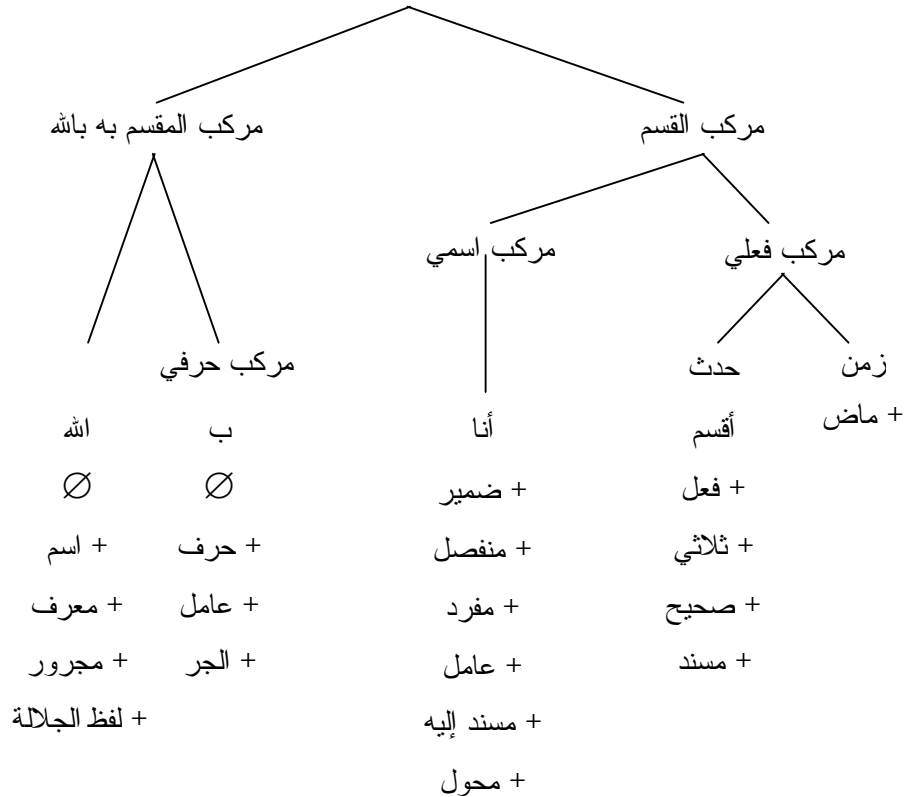 مركب القسم مركب المقسم به بالله
مركب فعلي مركب اسمي
زمن حدث مركب حرفي
+ ماض أقسم أنا ب الله
+ فعل + ضمير ∅ ∅
+ ثلاثي + منفصل + حرف + اسم
+ صحيح + مفرد + عامل + معرف
+ مسند + عامل + الجر + مجرور
+ مسند إليه + لفظ الجلالة
+ محول